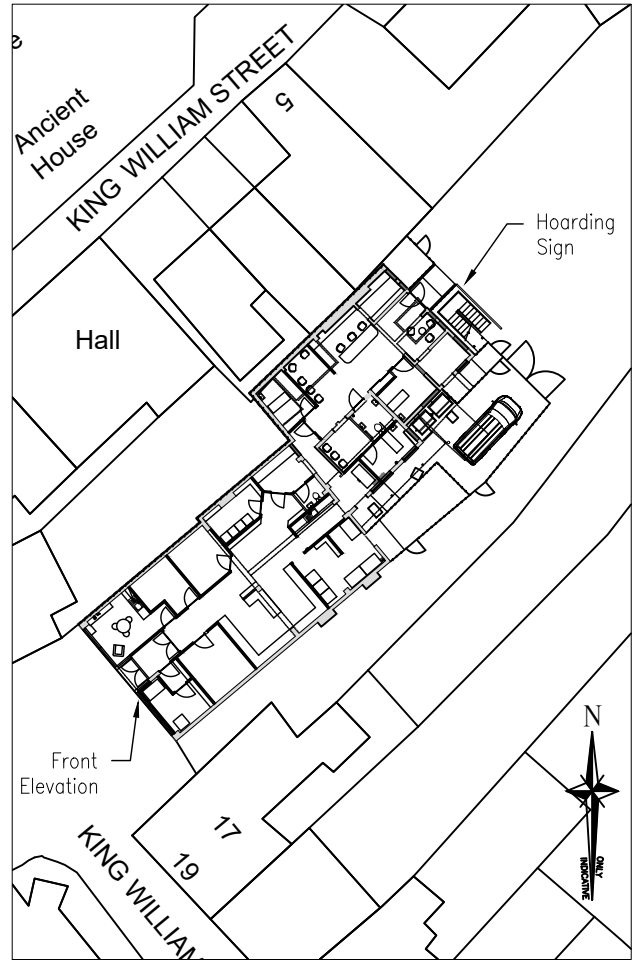 e
Ancient
House
KING WILLIAM STREET
5
Hoarding
Sign
Hall
Front
Elevation
17
19
KING WILLIAM
N
INDICATIVE
ONLY